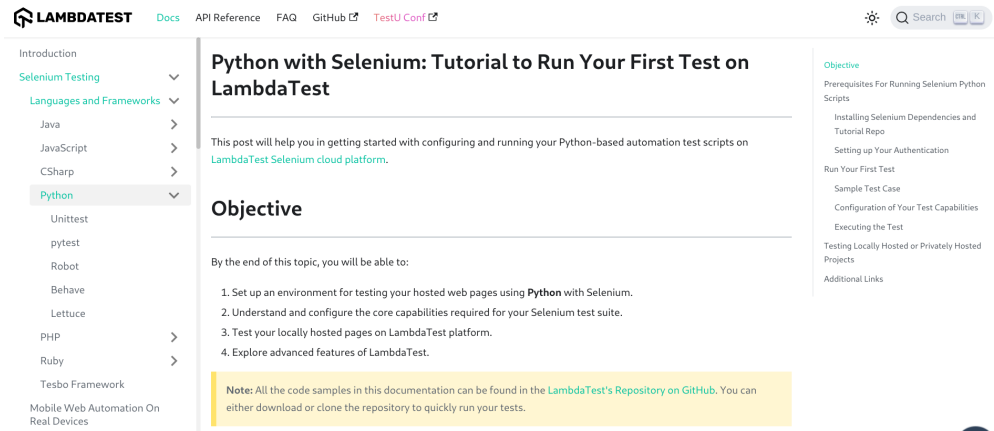 LAMBDATEST
Docs
API Reference
FAQ
GitHub
TestU Conf
Search
K
Introduction
Selenium Testing
Languages and Frameworks
Java
JavaScript
CSharp
Python
Unittest
pytest
Robot
Behave
Lettuce
PHP
Ruby
Tesbo Framework
Mobile Web Automation On
Real Devices
Python with Selenium: Tutorial to Run Your First Test on
LambdaTest
This post will help you in getting started with configuring and running your Python-based automation test scripts on
LambdaTest Selenium cloud platform.
Objective
By the end of this topic, you will be able to:
1. Set up an environment for testing your hosted web pages using Python with Selenium.
2. Understand and configure the core capabilities required for your Selenium test suite.
3. Test your locally hosted pages on LambdaTest platform.
4. Explore advanced features of LambdaTest.
Note: All the code samples in this documentation can be found in the LambdaTest's Repository on GitHub. You can
either download or clone the repository to quickly run your tests.
Objective
Prerequisites For Running Selenium Python
Scripts
Installing Selenium Dependencies and
Tutorial Repo
Setting up Your Authentication
Run Your First Test
Sample Test Case
Configuration of Your Test Capabilities
Executing the Test
Testing Locally Hosted or Privately Hosted
Projects
Additional Links